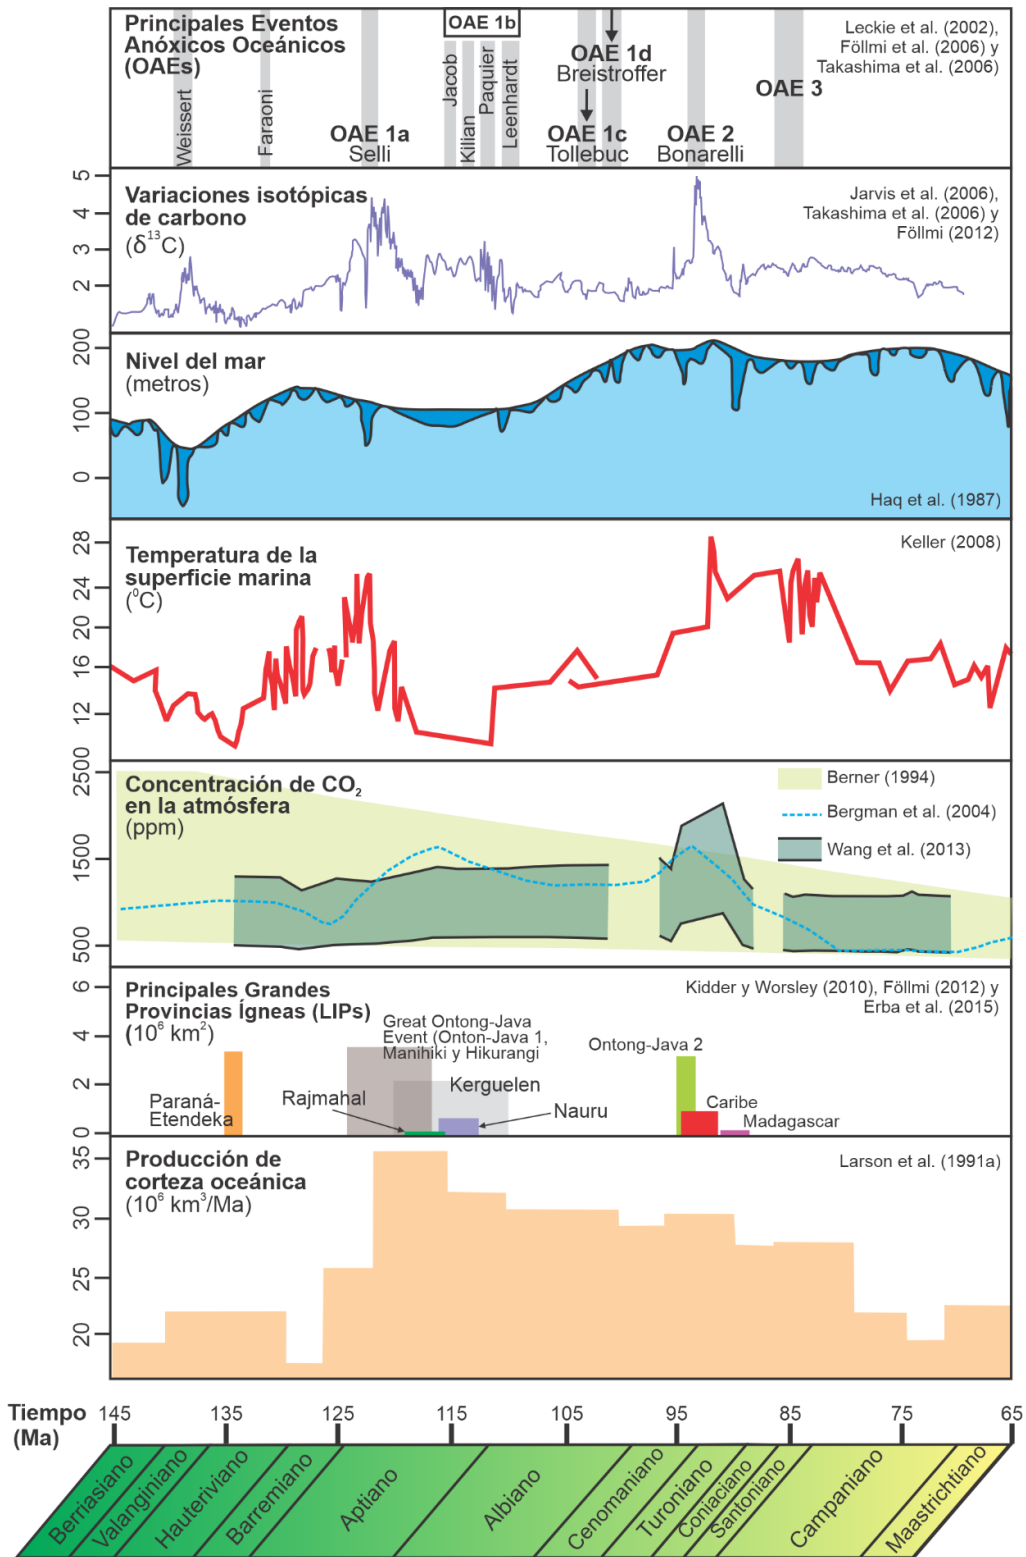 Principales Eventos
Anóxicos Oceánicos
(OAEs)
Leckie et al. (2002),
Föllmi et al. (2006) y
Takashima et al. (2006)
Weissert
Faraoni
OAE 1a
Selli
OAE 1b
Jacob
Kilian
Paquier
Leenhardt
OAE 1d
Breistroffer
OAE 1c
Tollebuc
OAE 2
Bonarelli
OAE 3
Variaciones isotópicas
de carbono
(δ¹³C)
Jarvis et al. (2006),
Takashima et al. (2006) y
Föllmi (2012)
5
4
3
2
Nivel del mar
(metros)
200
100
0
Haq et al. (1987)
Temperatura de la
superficie marina
(⁰C)
Keller (2008)
28
24
20
16
12
Concentración de CO₂
en la atmósfera
(ppm)
2500
1500
500
Berner (1994)
Bergman et al. (2004)
Wang et al. (2013)
Principales Grandes
Provincias Ígneas (LIPs)
(10⁶ km²)
Kidder y Worsley (2010), Föllmi (2012) y
Erba et al. (2015)
6
4
2
0
Great Ontong-Java
Event (Onton-Java 1,
Manihiki y Hikurangi
Paraná-
Etendeka
Rajmahal
Kerguelen
Nauru
Ontong-Java 2
Caribe
Madagascar
Producción de
corteza oceánica
(10⁶ km³/Ma)
Larson et al. (1991a)
35
30
25
20
Tiempo
(Ma)
145 135 125 115 105 95 85 75 65
Berriasiano
Valanginiano
Hauteriviano
Barremiano
Aptiano
Albiano
Cenomaniano
Turoniano
Coniaciano
Santoniano
Campaniano
Maastrichtiano